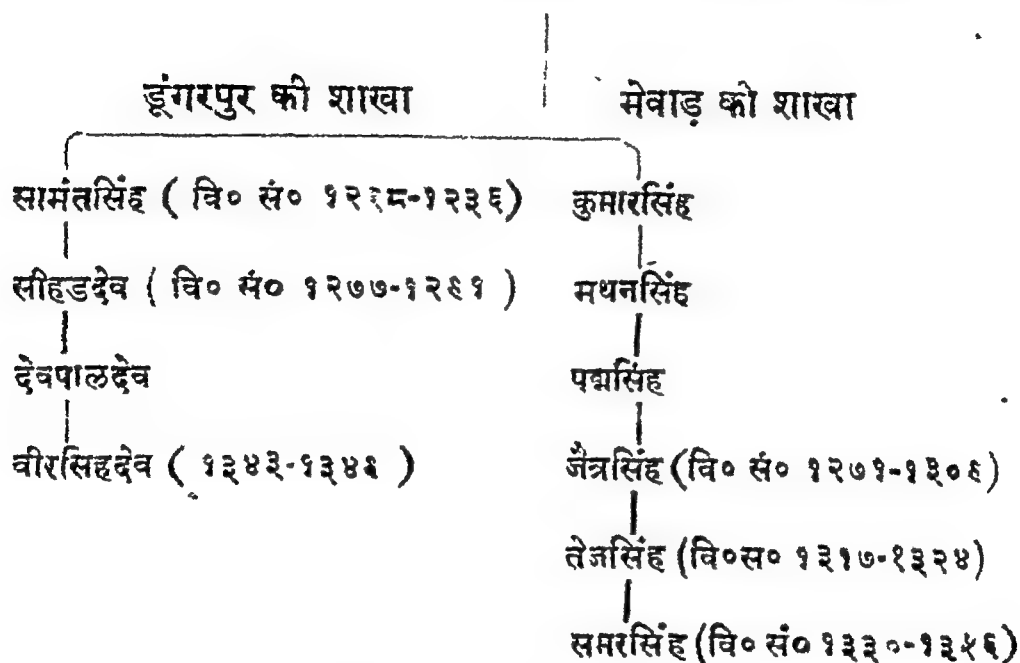 डूंगरपुर की शाखा मेवाड़ की शाखा
सामंतसिंह ( वि० सं० १२२८-१२३६) कुमारसिंह
सीहडदेव ( वि० सं० १२७७-१२९१ ) मथनसिंह
देवपालदेव पद्मसिंह
वीरसिहदेव ( १३४३-१३४९ ) जैत्रसिंह (वि० सं० १२७१-१३०९)
तेजसिंह (वि०स० १३१७-१३२४)
समरसिंह (वि० सं० १३३०-१३५६)